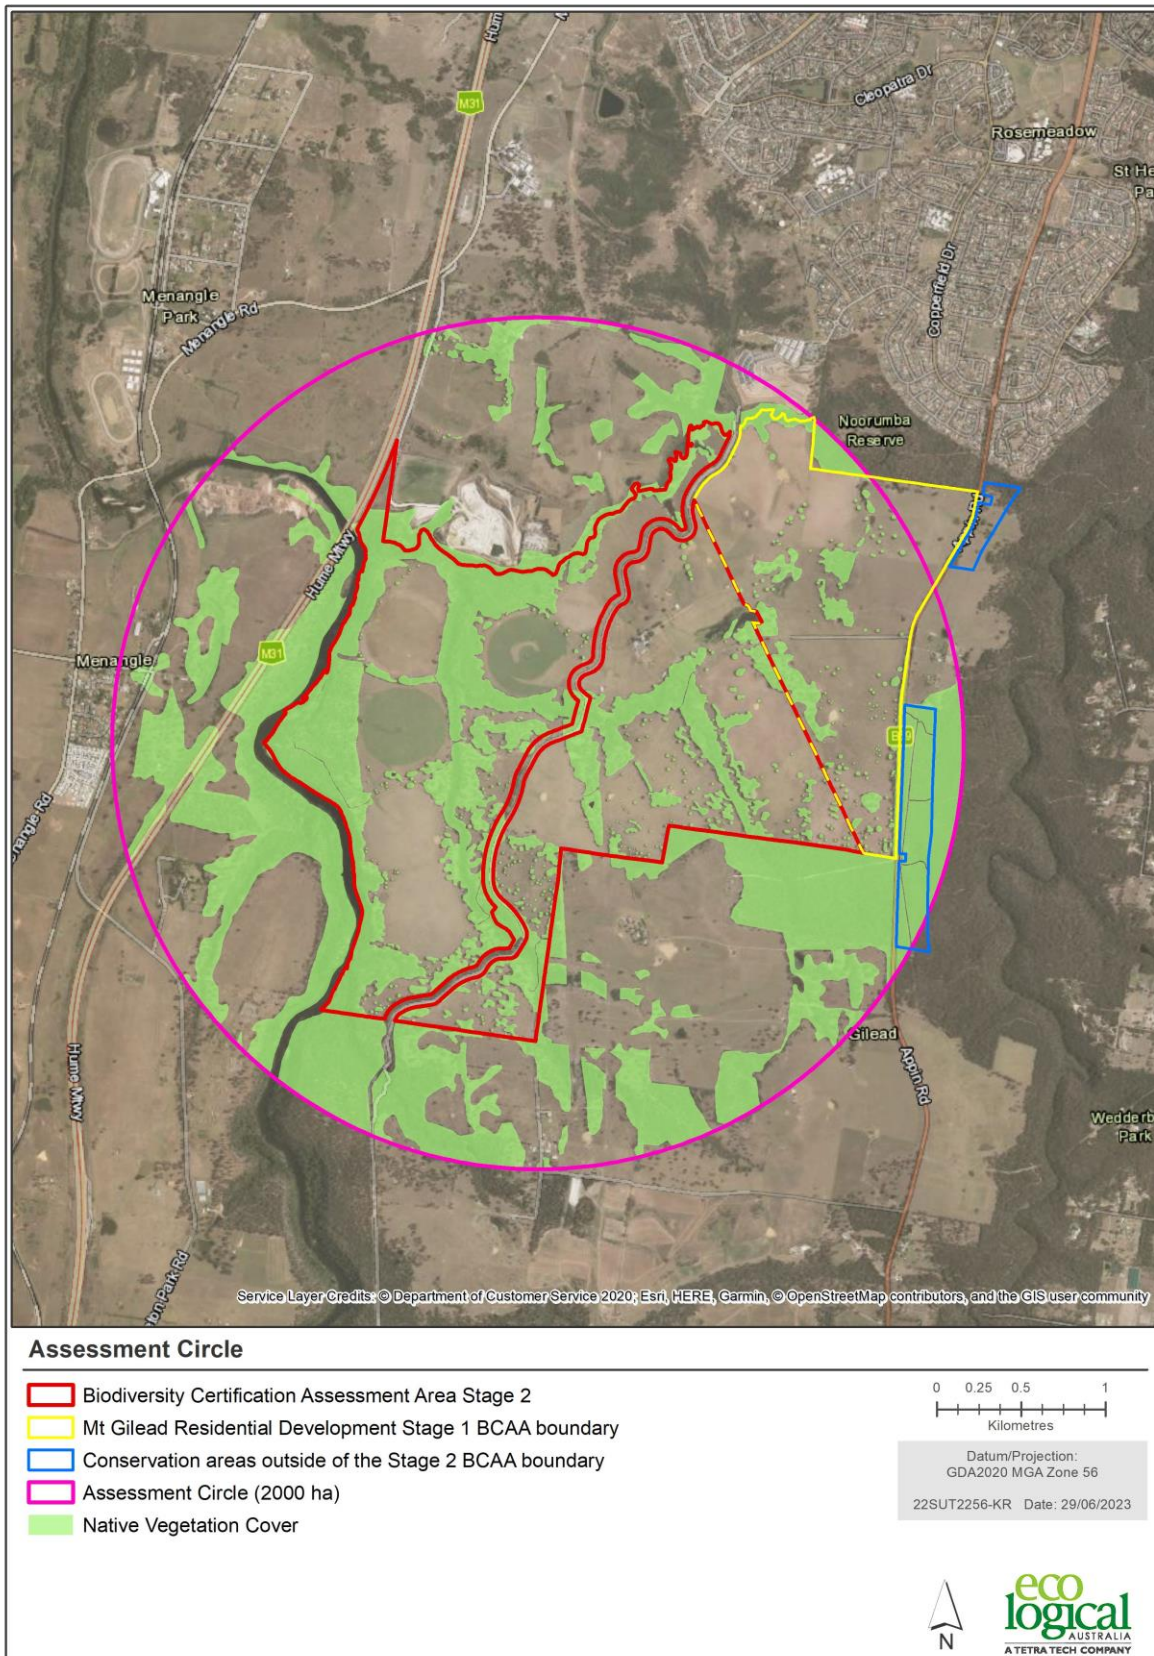 Hum
M31
Cleopatra Dr
Rosemeadow
St He
Pa
Copperfield Dr
Menangle
Park
Menangle Rd
Noorumba
Reserve
Appin Rd
Hume Mtwy
Menangle
M31
Gilead
Appin Rd
Hume Mtwy
Wedderb
Park
Service Layer Credits: © Department of Customer Service 2020; Esri, HERE, Garmin, © OpenStreetMap contributors, and the GIS user community
Assessment Circle
Biodiversity Certification Assessment Area Stage 2
Mt Gilead Residential Development Stage 1 BCAA boundary
Conservation areas outside of the Stage 2 BCAA boundary
Assessment Circle (2000 ha)
Native Vegetation Cover
0 0.25 0.5 1
Kilometres
Datum/Projection:
GDA2020 MGA Zone 56
22SUT2256-KR Date: 29/06/2023
N
eco
logical
AUSTRALIA
A TETRA TECH COMPANY